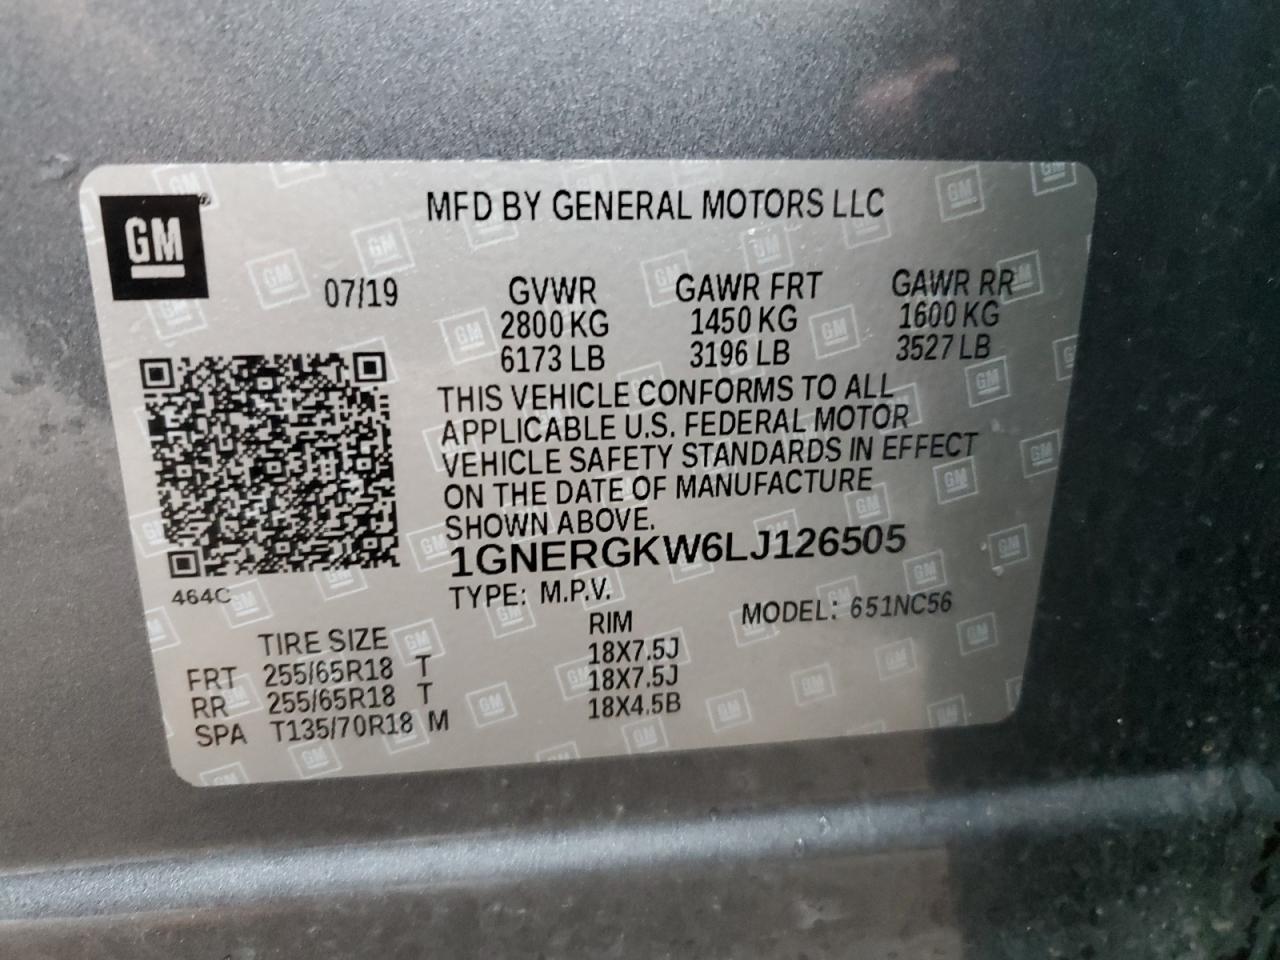 GM
MFD BY GENERAL MOTORS LLC
07/19 GVWR GAWR FRT GAWR RR
2800 KG 1450 KG 1600 KG
6173 LB 3196 LB 3527 LB
THIS VEHICLE CONFORMS TO ALL
APPLICABLE U.S. FEDERAL MOTOR
VEHICLE SAFETY STANDARDS IN EFFECT
ON THE DATE OF MANUFACTURE
SHOWN ABOVE.
1GNERGKW6LJ126505
464C
TYPE: M.P.V. MODEL: 651NC56
TIRE SIZE RIM
FRT 255/65R18 T 18X7.5J
RR 255/65R18 T 18X7.5J
SPA T135/70R18 M 18X4.5B